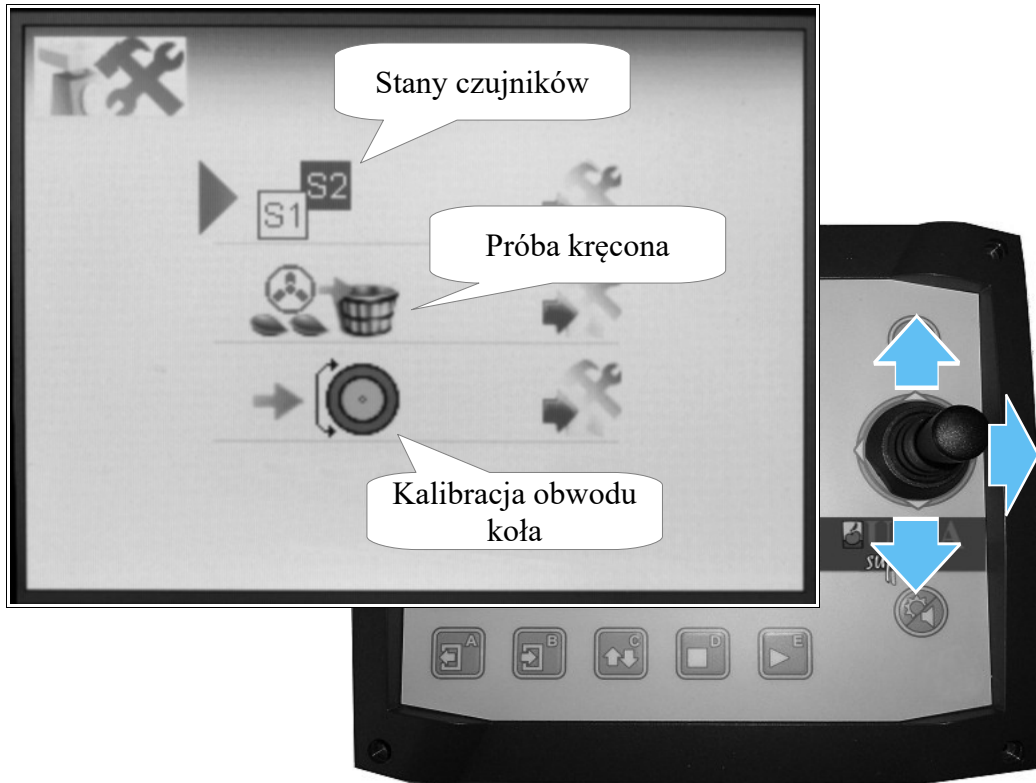 Stany czujników
S2
S1
Próba kręcona
Kalibracja obwodu
koła
A
B
C
D
E